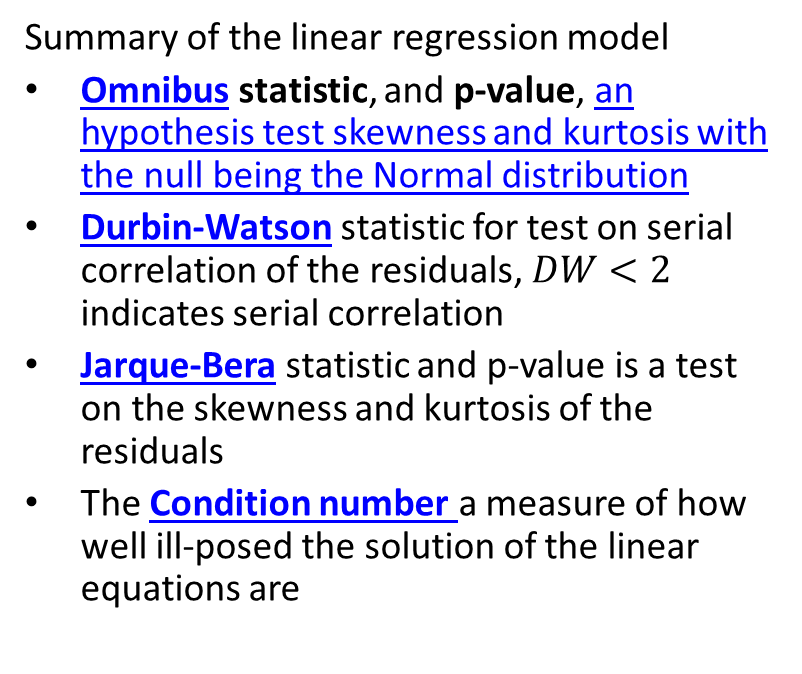 Summary of the linear regression model
• Omnibus statistic, and p-value, an
hypothesis test skewness and kurtosis with
the null being the Normal distribution
• Durbin-Watson statistic for test on serial
correlation of the residuals, DW < 2
indicates serial correlation
• Jarque-Bera statistic and p-value is a test
on the skewness and kurtosis of the
residuals
• The Condition number a measure of how
well ill-posed the solution of the linear
equations are